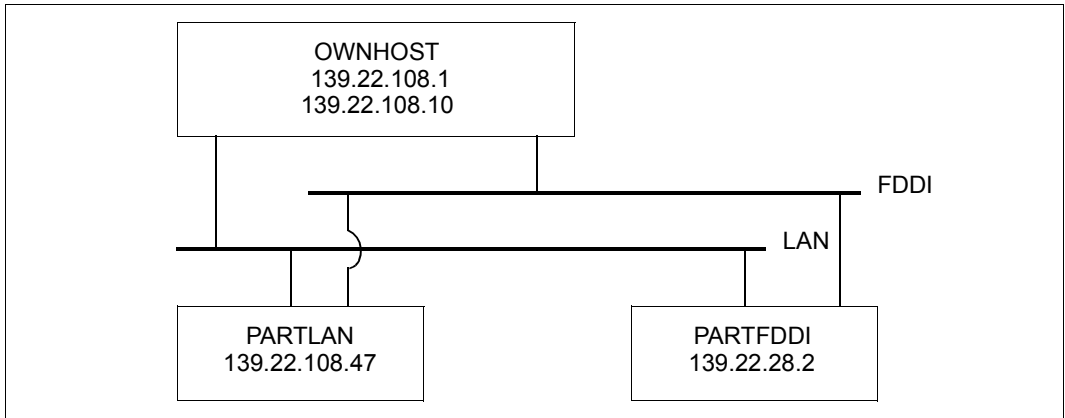 OWNHOST
139.22.108.1
139.22.108.10
FDDI
LAN
PARTLAN
139.22.108.47
PARTFDDI
139.22.28.2